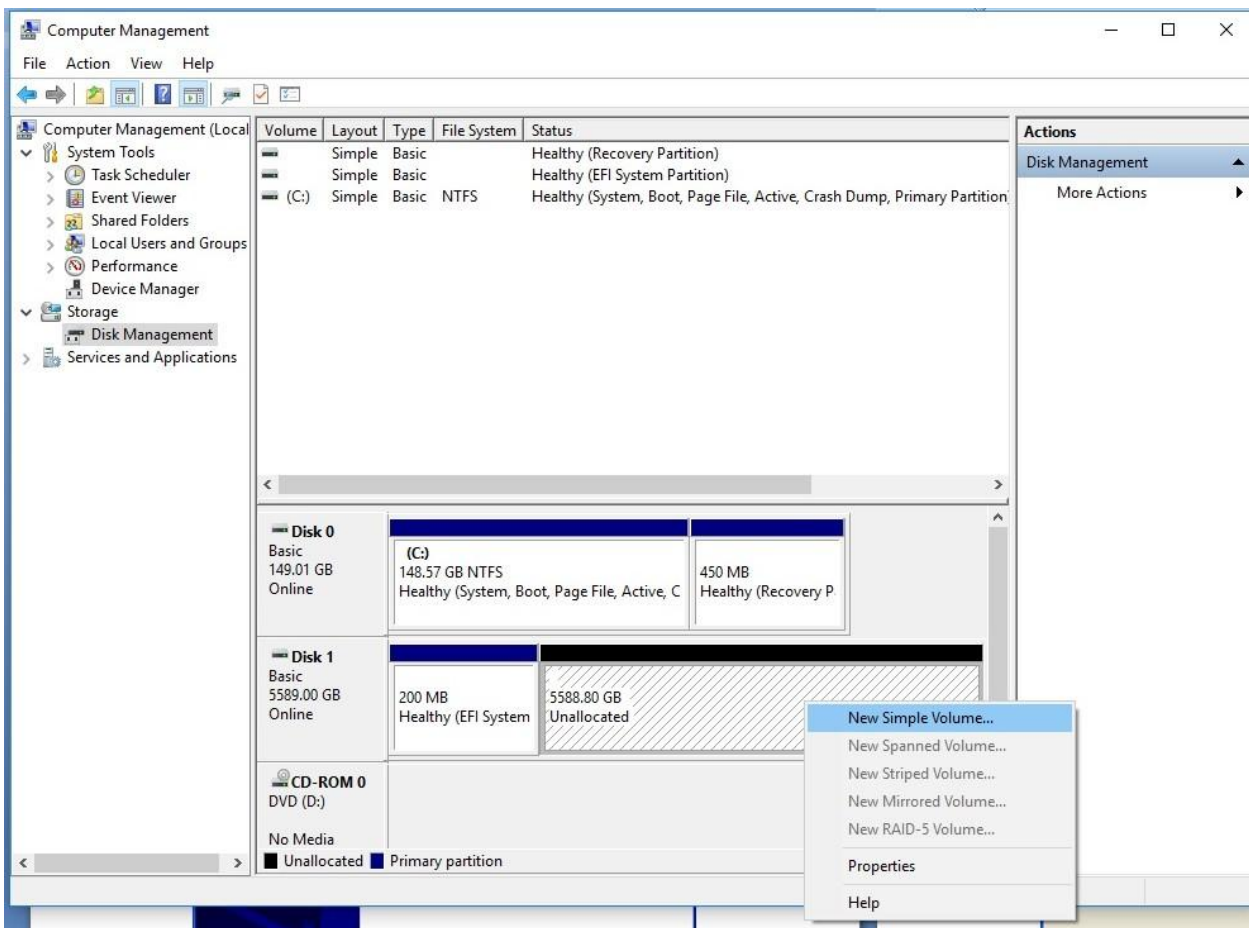 Computer Management
File Action View Help
Computer Management (Local
System Tools
Task Scheduler
Event Viewer
Shared Folders
Local Users and Groups
Performance
Device Manager
Storage
Disk Management
Services and Applications
Volume Layout Type File System Status
Simple Basic Healthy (Recovery Partition)
Simple Basic Healthy (EFI System Partition)
(C:) Simple Basic NTFS Healthy (System, Boot, Page File, Active, Crash Dump, Primary Partition
Disk 0
Basic
149.01 GB
Online
(C:)
148.57 GB NTFS
Healthy (System, Boot, Page File, Active, C
450 MB
Healthy (Recovery P
Disk 1
Basic
5589.00 GB
Online
200 MB
Healthy (EFI System
5588.80 GB
Unallocated
CD-ROM 0
DVD (D:)
No Media
Unallocated Primary partition
Actions
Disk Management
More Actions
New Simple Volume...
New Spanned Volume...
New Striped Volume...
New Mirrored Volume...
New RAID-5 Volume...
Properties
Help